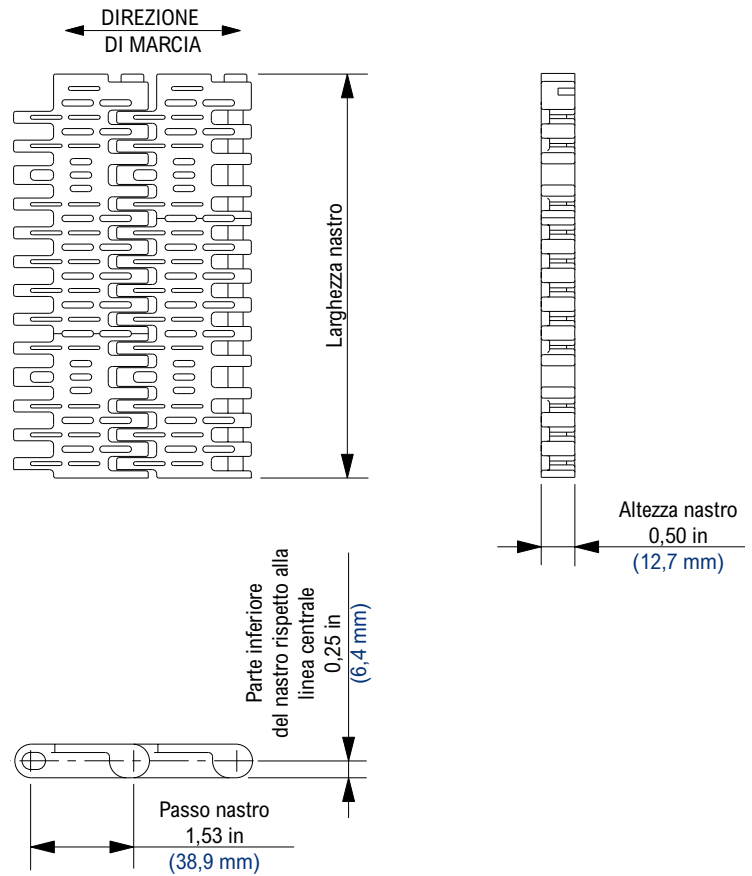 DIREZIONE
DI MARCIA
Larghezza nastro
Altezza nastro
0,50 in
(12,7 mm)
Parte inferiore
del nastro rispetto alla
linea centrale
0,25 in
(6,4 mm)
Passo nastro
1,53 in
(38,9 mm)